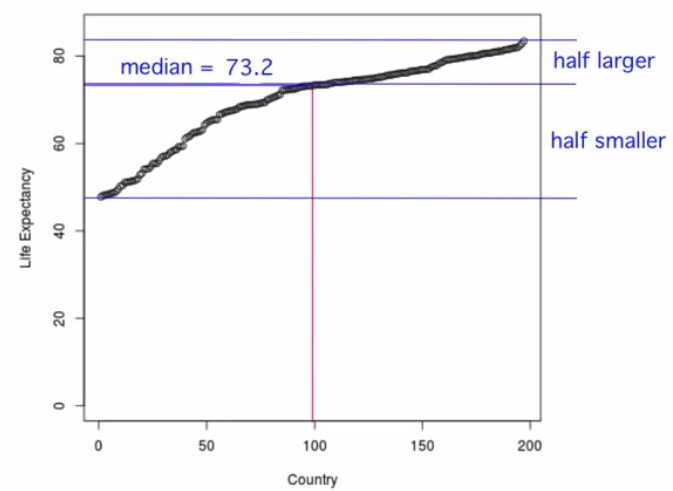 80
60
40
20
0
Life Expectancy
median = 73.2
half larger
half smaller
0 50 100 150 200
Country